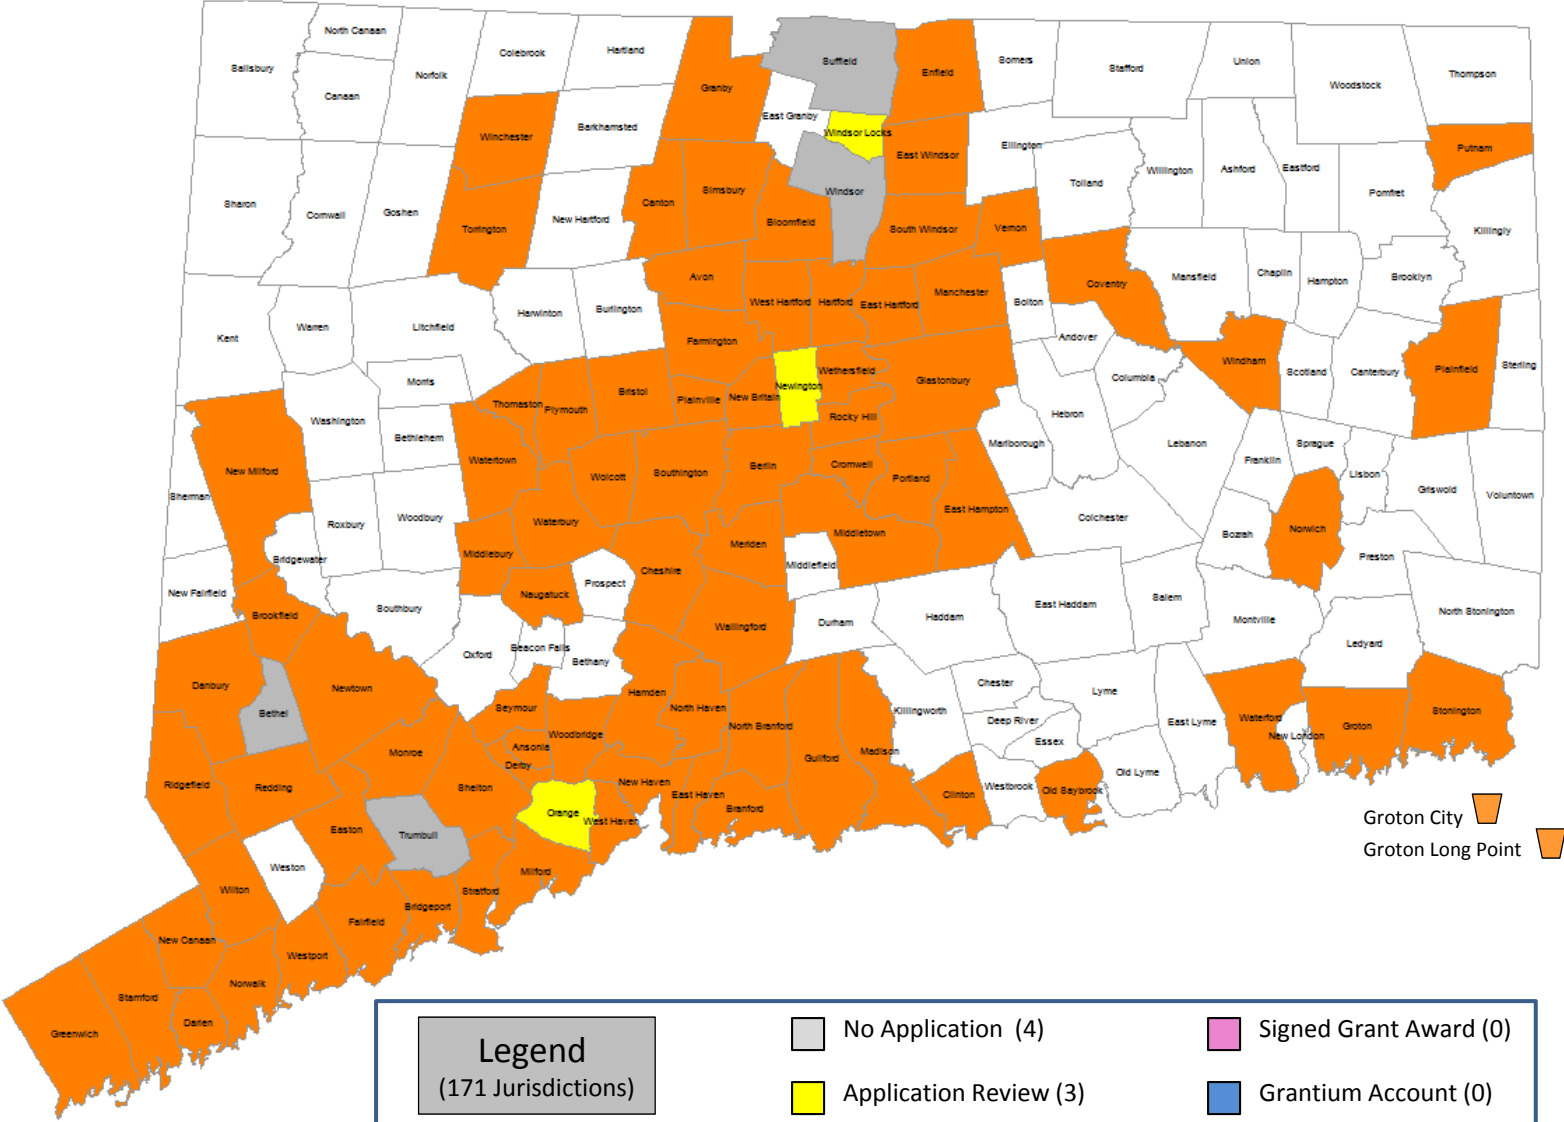 North Canaan
Salisbury
Canaan
Norfolk
Colebrook
Hartland
Granby
Suffield
Enfield
Somers
Stafford
Union
Woodstock
Thompson
Winchester
Barkhamsted
East Granby
Windsor Locks
East Windsor
Ellington
Tolland
Willington
Ashford
Eastford
Pomfret
Putnam
Sharon
Cornwall
Goshen
Torrington
New Hartford
Canton
Simsbury
Bloomfield
Windsor
South Windsor
Vernon
Coventry
Mansfield
Chaplin
Hampton
Brooklyn
Killingly
Kent
Warren
Litchfield
Harwinton
Burlington
Avon
West Hartford
Hartford
East Hartford
Manchester
Bolton
Andover
Columbia
Windham
Scotland
Canterbury
Plainfield
Sterling
Morris
Washington
Bethlehem
Thomaston
Plymouth
Bristol
Farmington
Plainville
New Britain
Newington
Wethersfield
Rocky Hill
Glastonbury
Marlborough
Hebron
Lebanon
Franklin
Sprague
Lisbon
Griswold
Voluntown
New Milford
Sherman
Roxbury
Woodbury
Watertown
Wolcott
Southington
Berlin
Cromwell
Portland
East Hampton
Colchester
Bozrah
Norwich
Preston
Bridgewater
New Fairfield
Brookfield
Southbury
Middlebury
Waterbury
Naugatuck
Prospect
Cheshire
Meriden
Middletown
Middlefield
Durham
Haddam
East Haddam
Salem
Montville
Ledyard
North Stonington
Danbury
Bethel
Newtown
Oxford
Beacon Falls
Bethany
Wallingford
Hamden
North Haven
North Branford
Guilford
Madison
Killingworth
Chester
Deep River
Essex
Lyme
East Lyme
Waterford
New London
Groton
Stonington
Ridgefield
Redding
Monroe
Seymour
Ansonia
Derby
Woodbridge
Shelton
Orange
New Haven
West Haven
East Haven
Branford
Clinton
Westbrook
Old Saybrook
Old Lyme
Easton
Trumbull
Weston
Wilton
Milford
Stratford
Bridgeport
Fairfield
New Canaan
Westport
Norwalk
Stamford
Darien
Greenwich
Groton City
Groton Long Point
Legend
(171 Jurisdictions)
No Application (4)
Application Review (3)
Signed Grant Award (0)
Grantium Account (0)